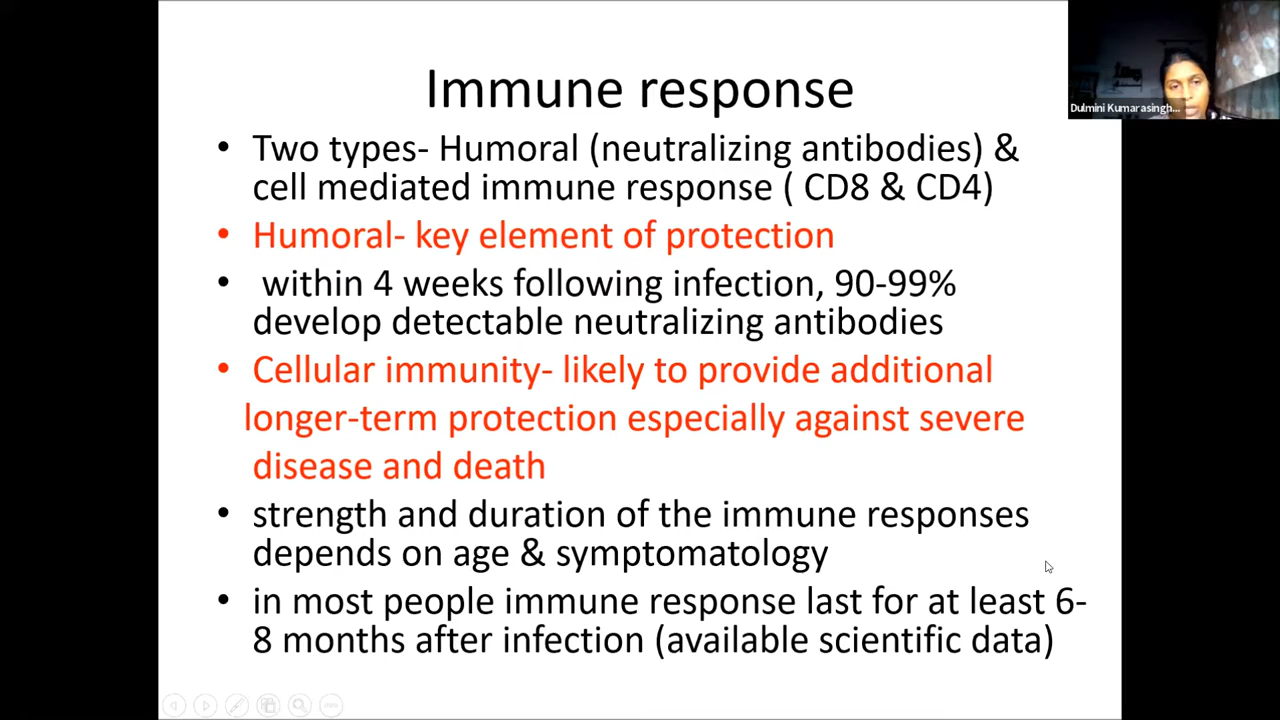 Immune response
• Two types- Humoral (neutralizing antibodies) &
cell mediated immune response ( CD8 & CD4)
• Humoral- key element of protection
• within 4 weeks following infection, 90-99%
develop detectable neutralizing antibodies
• Cellular immunity- likely to provide additional
longer-term protection especially against severe
disease and death
• strength and duration of the immune responses
depends on age & symptomatology
• in most people immune response last for at least 6-
8 months after infection (available scientific data)
Dulmini Kumarasingh...